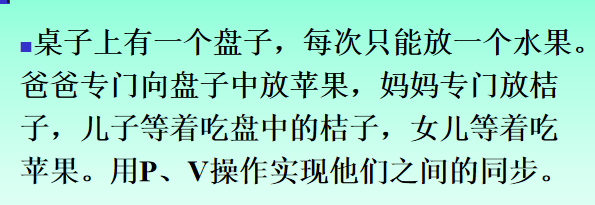 桌子上有一个盘子，每次只能放一个水果。
爸爸专门向盘子中放苹果，妈妈专门放桔
子，儿子等着吃盘中的桔子，女儿等着吃
苹果。用P、V操作实现他们之间的同步。